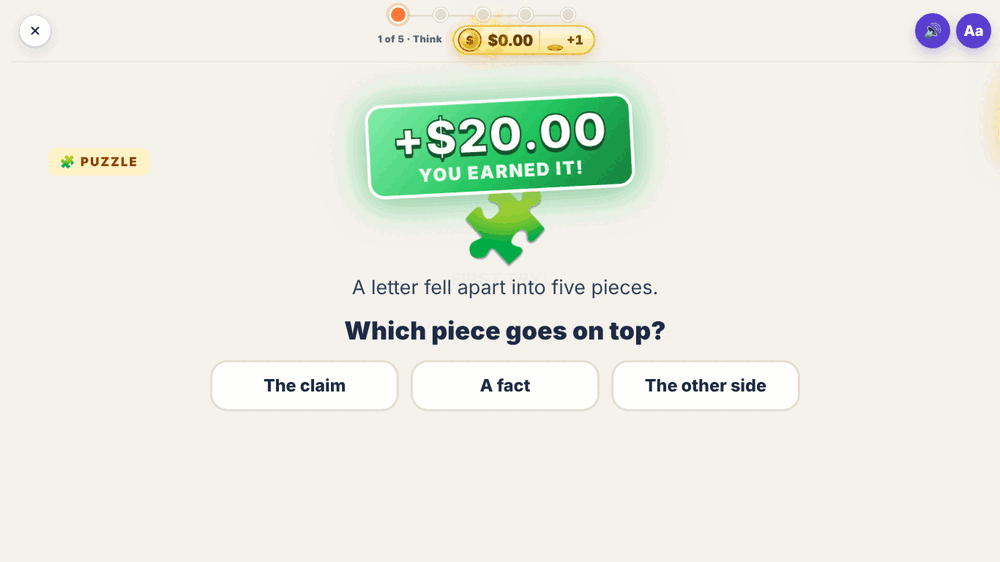 ×
1 of 5 · Think
$ $0.00 +1
Aa
+$20.00
YOU EARNED IT!
PUZZLE
A letter fell apart into five pieces.
Which piece goes on top?
The claim
A fact
The other side